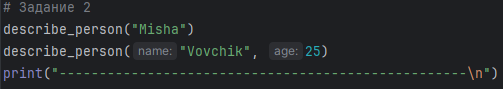 # Задание 2
describe_person("Misha")
describe_person( name: "Vovchik", age: 25)
print("-------------------------------------------------\n")